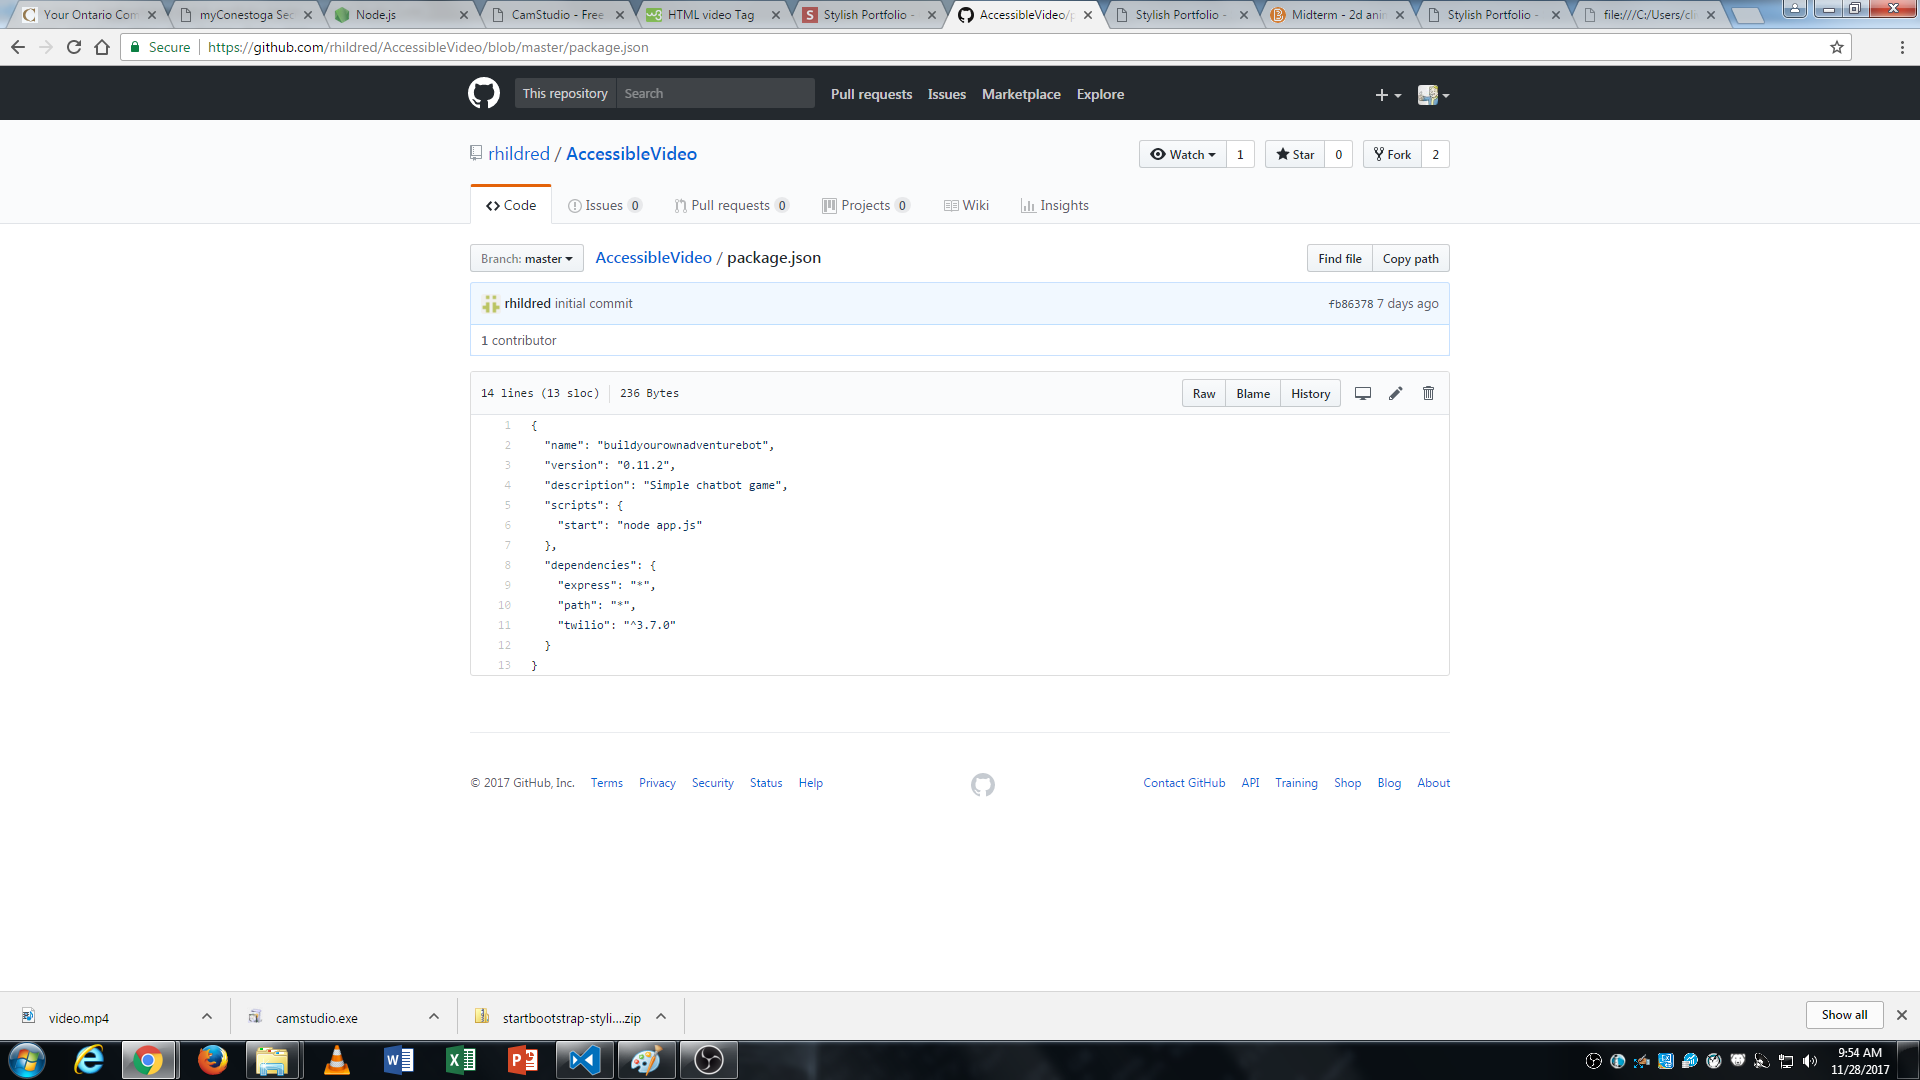 Your Ontario Com
myConestoga Sec
Node.js
CamStudio - Free
HTML video Tag
Stylish Portfolio -
AccessibleVideo/p
Stylish Portfolio -
Midterm - 2d ani
Stylish Portfolio -
file:///C:/Users/cli
Secure
https://github.com/rhildred/AccessibleVideo/blob/master/package.json
This repository
Search
Pull requests
Issues
Marketplace
Explore
rhildred / AccessibleVideo
Watch 1
Star 0
Fork 2
Code
Issues 0
Pull requests 0
Projects 0
Wiki
Insights
Branch: master
AccessibleVideo / package.json
Find file
Copy path
rhildred initial commit
fb86378 7 days ago
1 contributor
14 lines (13 sloc)
236 Bytes
Raw
Blame
History
1 {
2 "name": "buildyourownadventurebot",
3 "version": "0.11.2",
4 "description": "Simple chatbot game",
5 "scripts": {
6 "start": "node app.js"
7 },
8 "dependencies": {
9 "express": "*",
10 "path": "*",
11 "twilio": "^3.7.0"
12 }
13 }
© 2017 GitHub, Inc.
Terms
Privacy
Security
Status
Help
Contact GitHub
API
Training
Shop
Blog
About
video.mp4
camstudio.exe
startbootstrap-styli....zip
Show all
9:54 AM
11/28/2017